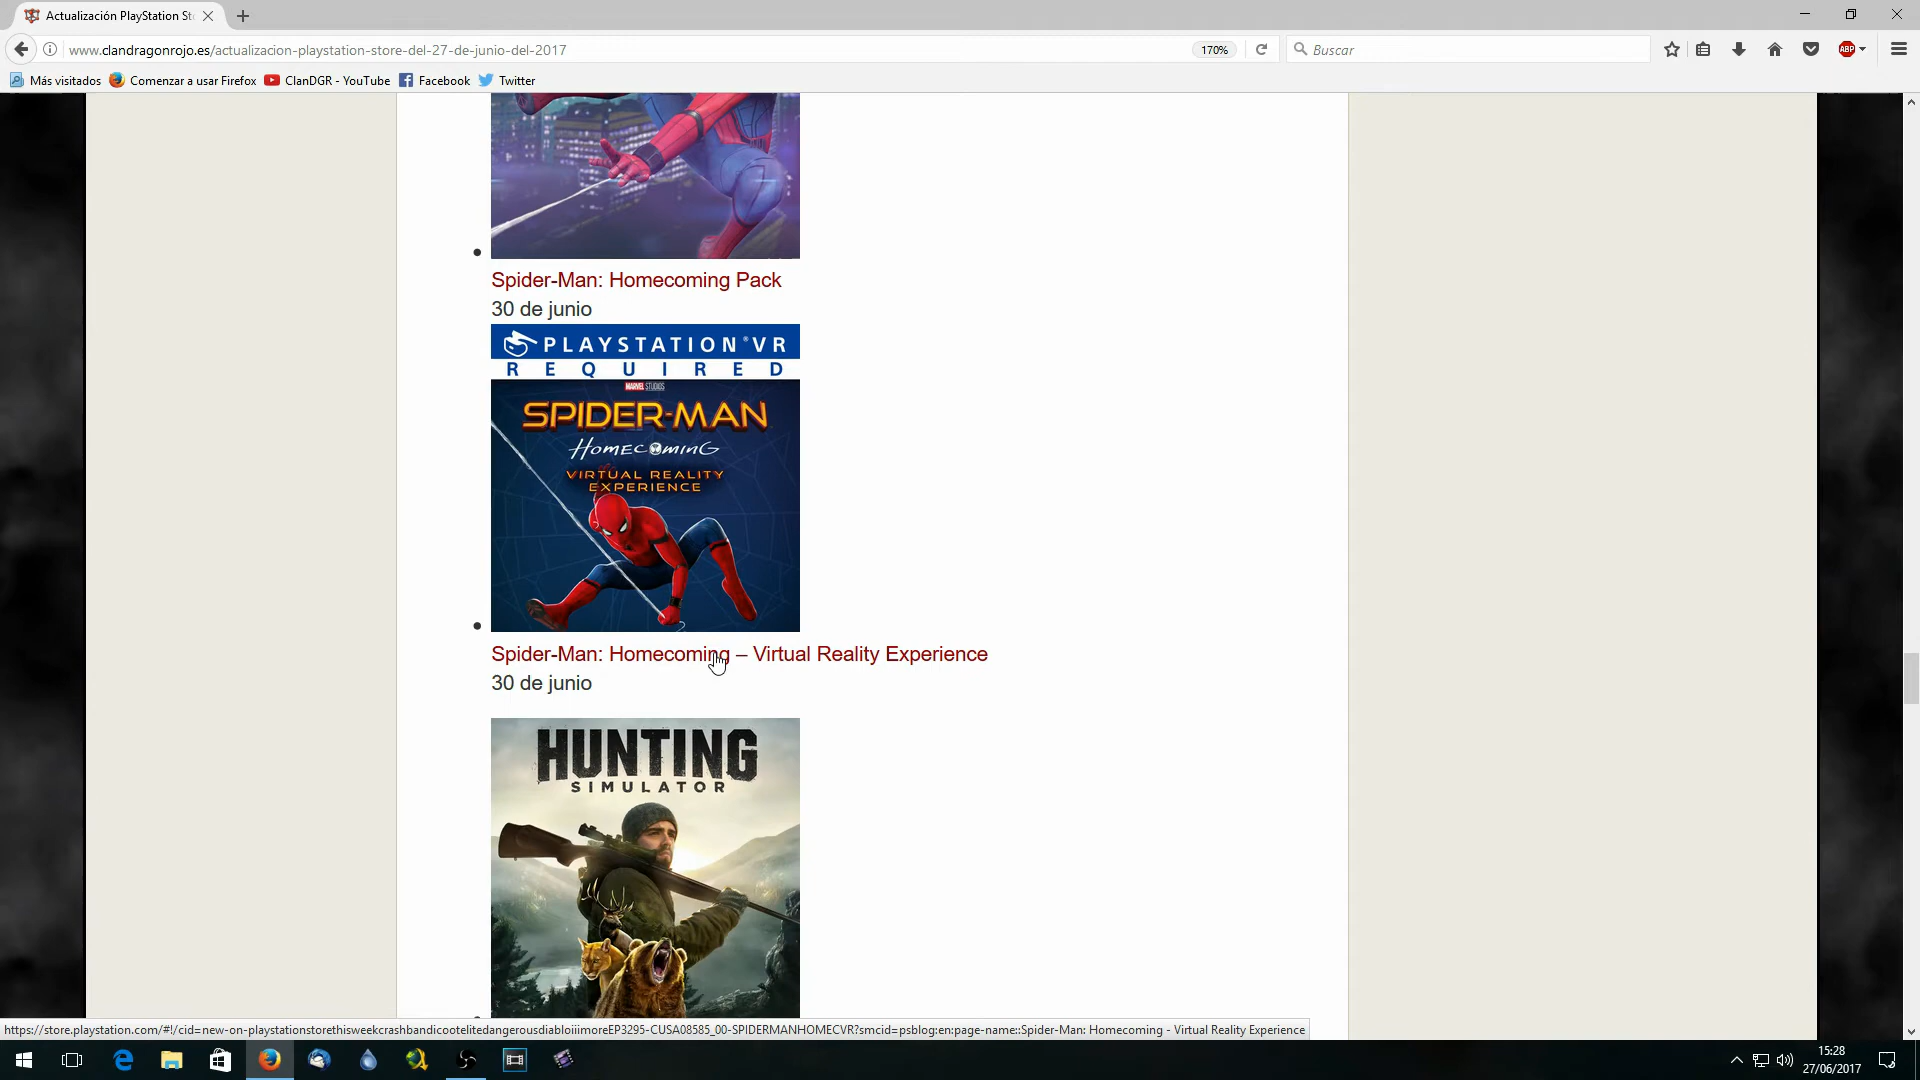 Actualización PlayStation St
www.clandragonrojo.es/actualizacion-playstation-store-del-27-de-junio-del-2017
170%
Buscar
ABP
Más visitados
Comenzar a usar Firefox
ClanDGR - YouTube
Facebook
Twitter
Spider-Man: Homecoming Pack
30 de junio
PLAYSTATION®VR
REQUIRED
MARVEL STUDIOS
SPIDER-MAN
HOMECOMING
VIRTUAL REALITY
EXPERIENCE
Spider-Man: Homecoming – Virtual Reality Experience
30 de junio
HUNTING
SIMULATOR
https://store.playstation.com/#!/cid=new-on-playstationstorethisweekcrashbandicootelitedangerousdiabloiiimoreEP3295-CUSA08585_00-SPIDERMANHOMECVR?smcid=psblog:en:page-name::Spider-Man: Homecoming - Virtual Reality Experience
15:28
27/06/2017